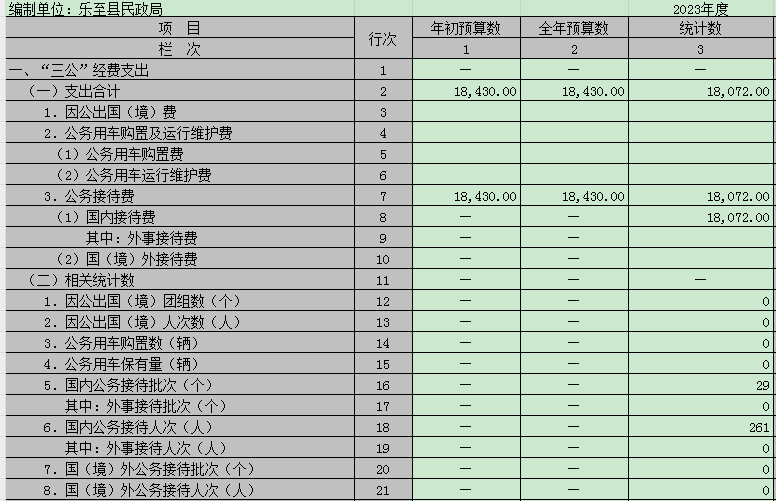 编制单位：乐至县民政局 2023年度
项 目 行次 年初预算数 全年预算数 统计数
栏 次 1 2 3
一、“三公”经费支出 1 — — —
（一）支出合计 2 18,430.00 18,430.00 18,072.00
1．因公出国（境）费 3
2．公务用车购置及运行维护费 4
（1）公务用车购置费 5
（2）公务用车运行维护费 6
3．公务接待费 7 18,430.00 18,430.00 18,072.00
（1）国内接待费 8 — — 18,072.00
其中：外事接待费 9 — —
（2）国（境）外接待费 10 — —
（二）相关统计数 11 — — —
1．因公出国（境）团组数（个） 12 — — 0
2．因公出国（境）人次数（人） 13 — — 0
3．公务用车购置数（辆） 14 — — 0
4．公务用车保有量（辆） 15 — — 0
5．国内公务接待批次（个） 16 — — 29
其中：外事接待批次（个） 17 — — 0
6．国内公务接待人次（人） 18 — — 261
其中：外事接待人次（人） 19 — — 0
7．国（境）外公务接待批次（个） 20 — — 0
8．国（境）外公务接待人次（人） 21 — — 0